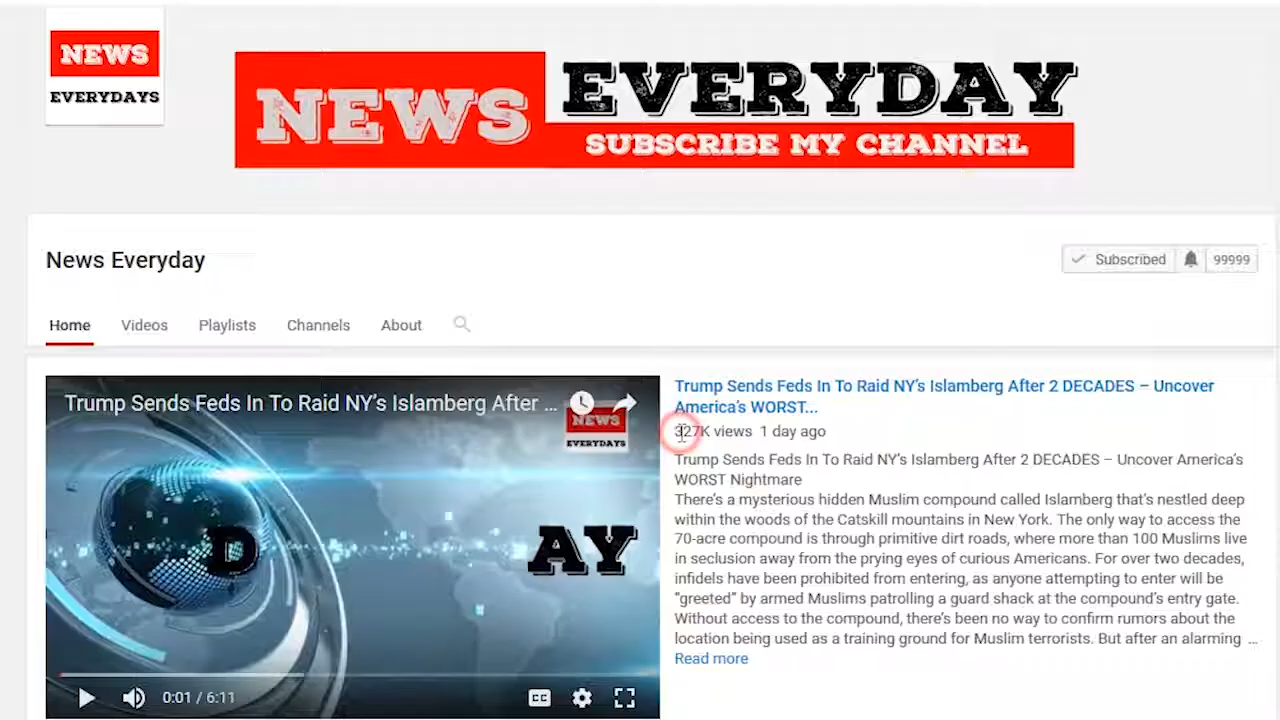 NEWS
EVERYDAYS
NEWS
EVERYDAY
SUBSCRIBE MY CHANNEL
News Everyday
Subscribed 99999
Home Videos Playlists Channels About
Trump Sends Feds In To Raid NY's Islamberg After ...
NEWS
EVERYDAYS
D AY
0:01 / 6:11
CC
Trump Sends Feds In To Raid NY's Islamberg After 2 DECADES – Uncover
America's WORST...
327K views 1 day ago
Trump Sends Feds In To Raid NY's Islamberg After 2 DECADES – Uncover America's
WORST Nightmare
There's a mysterious hidden Muslim compound called Islamberg that's nestled deep
within the woods of the Catskill mountains in New York. The only way to access the
70-acre compound is through primitive dirt roads, where more than 100 Muslims live
in seclusion away from the prying eyes of curious Americans. For over two decades,
infidels have been prohibited from entering, as anyone attempting to enter will be
"greeted" by armed Muslims patrolling a guard shack at the compound's entry gate.
Without access to the compound, there's been no way to confirm rumors about the
location being used as a training ground for Muslim terrorists. But after an alarming ...
Read more